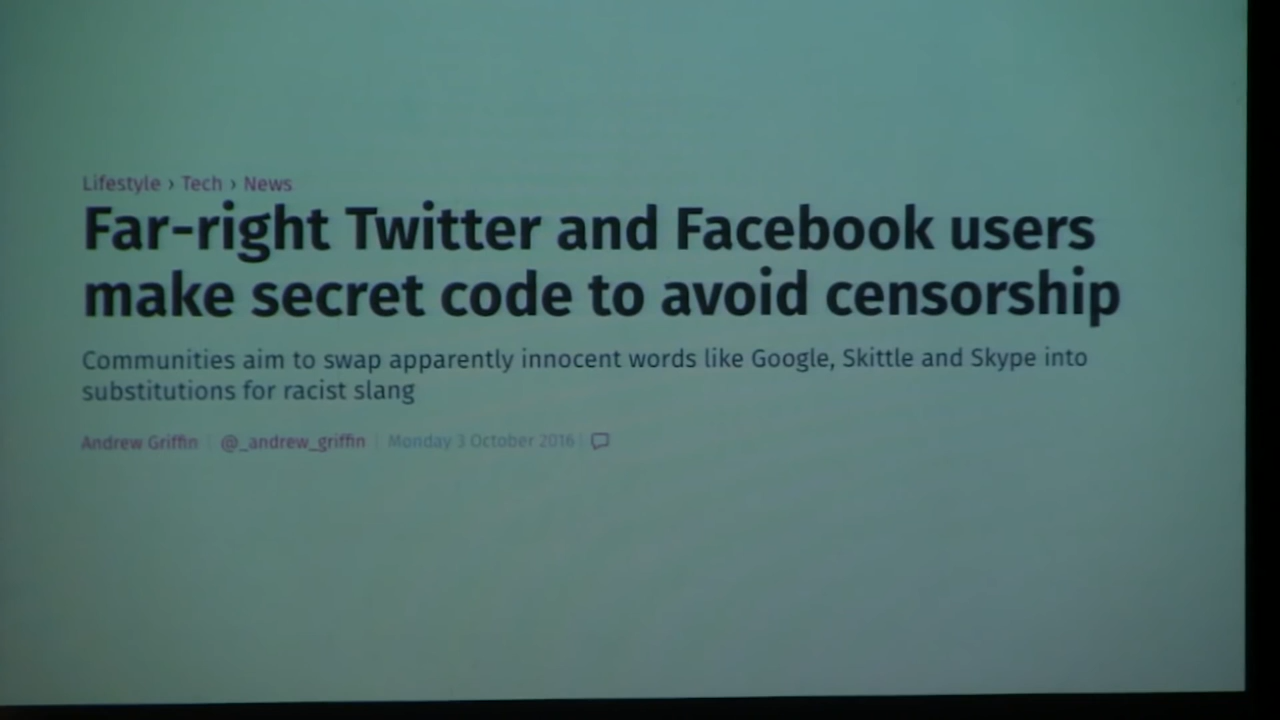 Lifestyle › Tech › News
Far-right Twitter and Facebook users
make secret code to avoid censorship
Communities aim to swap apparently innocent words like Google, Skittle and Skype into
substitutions for racist slang
Andrew Griffin | @_andrew_griffin | Monday 3 October 2016 |